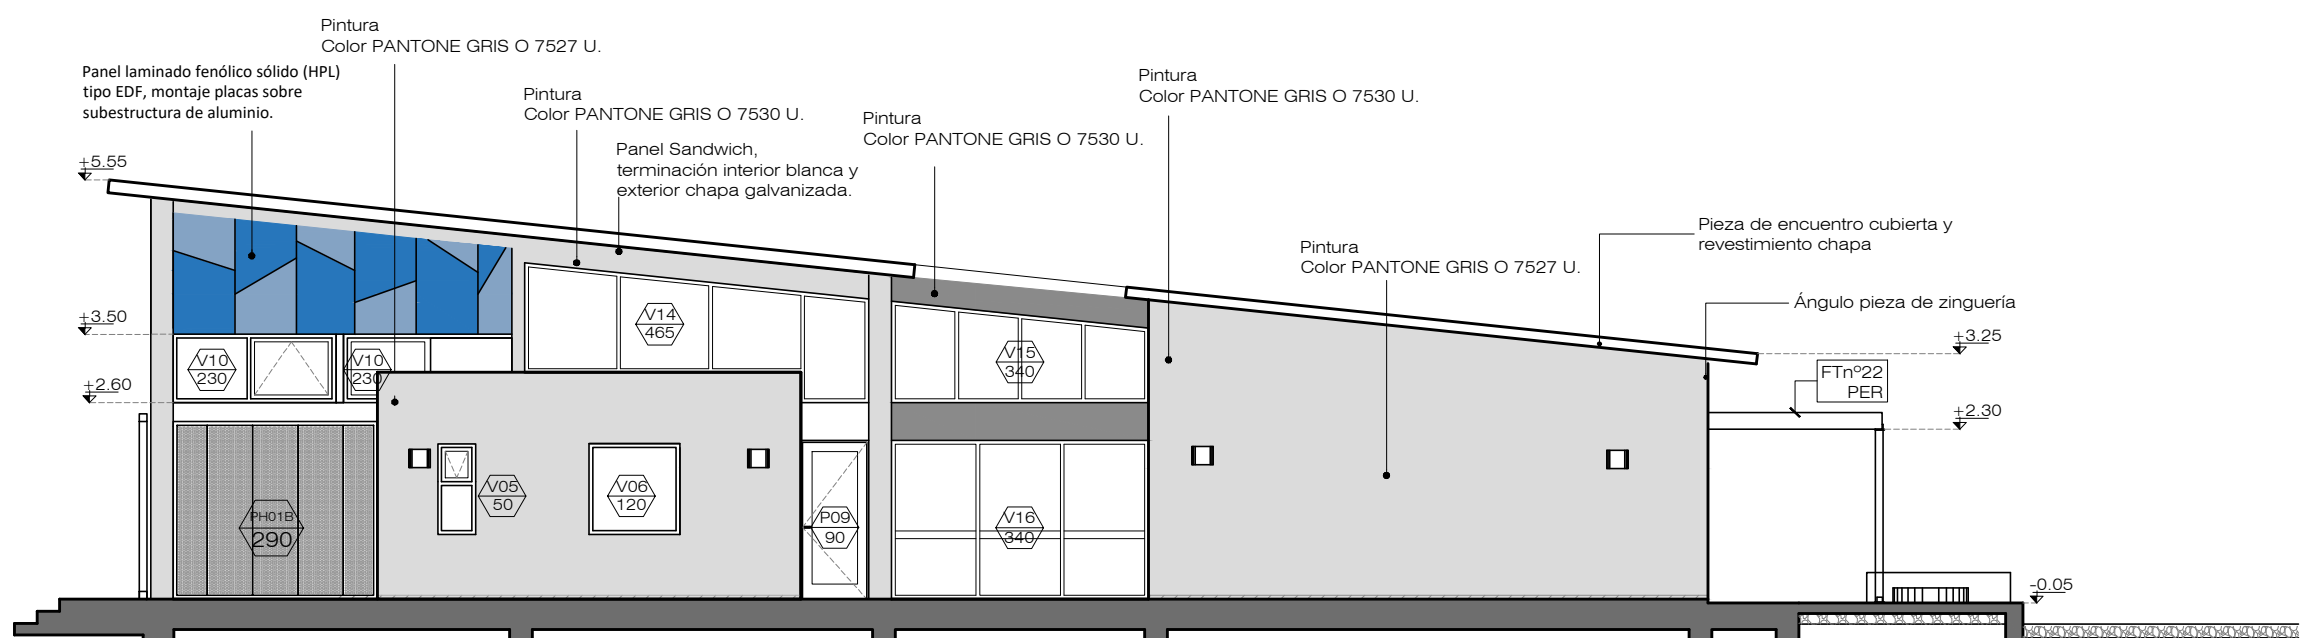 Pintura
Color PANTONE GRIS O 7527 U.
Panel laminado fenólico sólido (HPL)
tipo EDF, montaje placas sobre
subestructura de aluminio.
Pintura
Color PANTONE GRIS O 7530 U.
Panel Sandwich,
terminación interior blanca y
exterior chapa galvanizada.
Pintura
Color PANTONE GRIS O 7530 U.
Pintura
Color PANTONE GRIS O 7530 U.
Pintura
Color PANTONE GRIS O 7527 U.
Pieza de encuentro cubierta y
revestimiento chapa
Ángulo pieza de zinguería
+5.55
+3.50
+2.60
+3.25
+2.30
-0.05
FTnº22
PER
V10
230
V10
230
V14
465
V15
340
PH01B
290
V05
50
V06
120
P09
90
V16
340